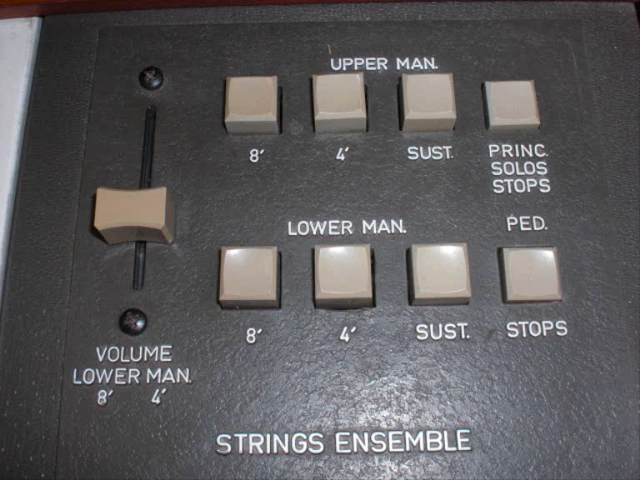 UPPER MAN.
8′ 4′ SUST. PRINC. SOLOS STOPS
LOWER MAN. PED.
8′ 4′ SUST. STOPS
VOLUME
LOWER MAN.
8′ 4′
STRINGS ENSEMBLE